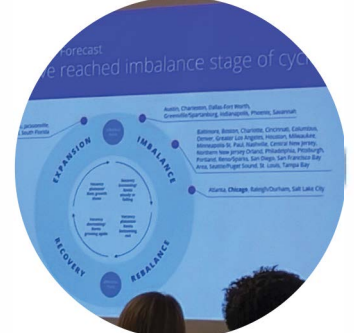 Forecast
ve reached imbalance stage of cyc
Austin, Charleston, Dallas-Fort Worth,
Greenville/Spartanburg, Indianapolis, Phoenix, Savannah
Jacksonville,
South Florida
Baltimore, Boston, Charlotte, Cincinnati, Columbus,
Denver, Greater Los Angeles, Houston, Milwaukee,
Minneapolis-St. Paul, Nashville, Central New Jersey,
Northern New Jersey, Orlando, Philadelphia, Pittsburgh,
Portland, Reno/Sparks, San Diego, San Francisco Bay
Area, Seattle/Puget Sound, St. Louis, Tampa Bay
Atlanta, Chicago, Raleigh/Durham, Salt Lake City
EXPANSION
IMBALANCE
RECOVERY
REBALANCE